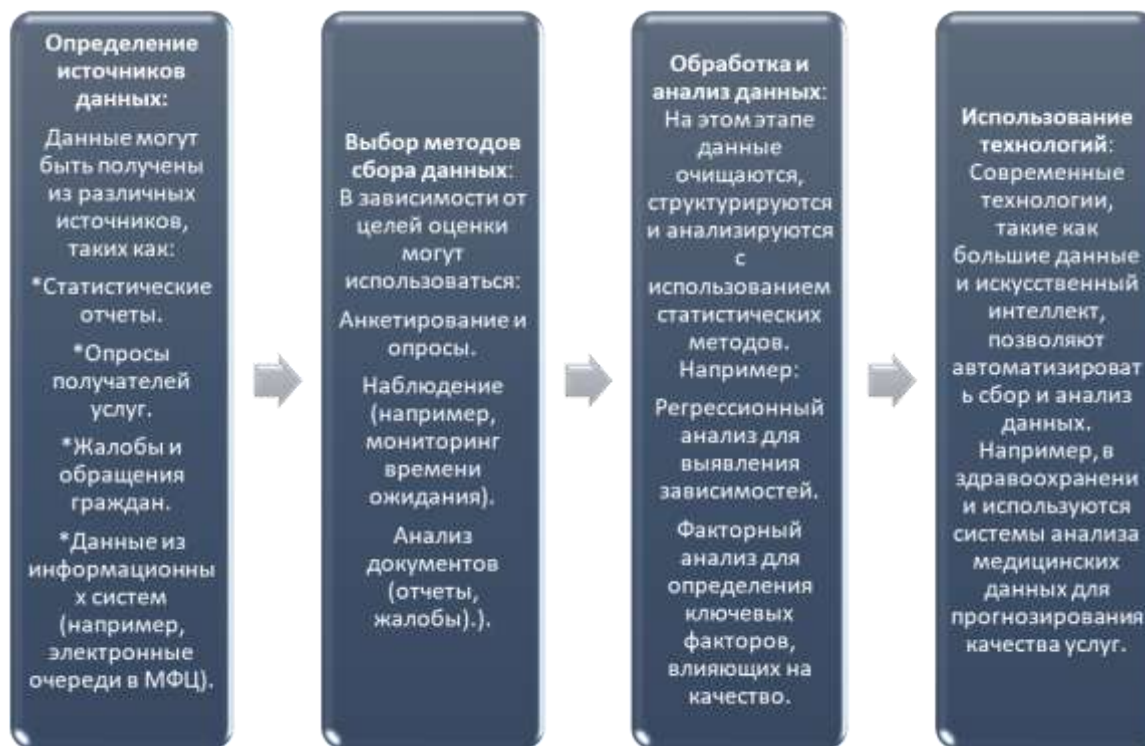 Определение
источников
данных:
Данные могут
быть получены
из различных
источников,
таких как:
*Статистические
отчеты.
*Опросы
получателей
услуг.
*Жалобы и
обращения
граждан.
*Данные из
информационны
х систем
(например,
электронные
очереди в МФЦ).
Выбор методов
сбора данных:
В зависимости от
целей оценки
могут
использоваться:
Анкетирование и
опросы.
Наблюдение
(например,
мониторинг
времени
ожидания).
Анализ
документов
(отчеты,
жалобы).).
Обработка и
анализ данных:
На этом этапе
данные
очищаются,
структурируются
и анализируются
с
использованием
статистических
методов.
Например:
Регрессионный
анализ для
выявления
зависимостей.
Факторный
анализ для
определения
ключевых
факторов,
влияющих на
качество.
Использование
технологий:
Современные
технологии,
такие как
большие данные
и искусственный
интеллект,
позволяют
автоматизироват
ь сбор и анализ
данных.
Например, в
здравоохранени
и используются
системы анализа
медицинских
данных для
прогнозирования
качества услуг.